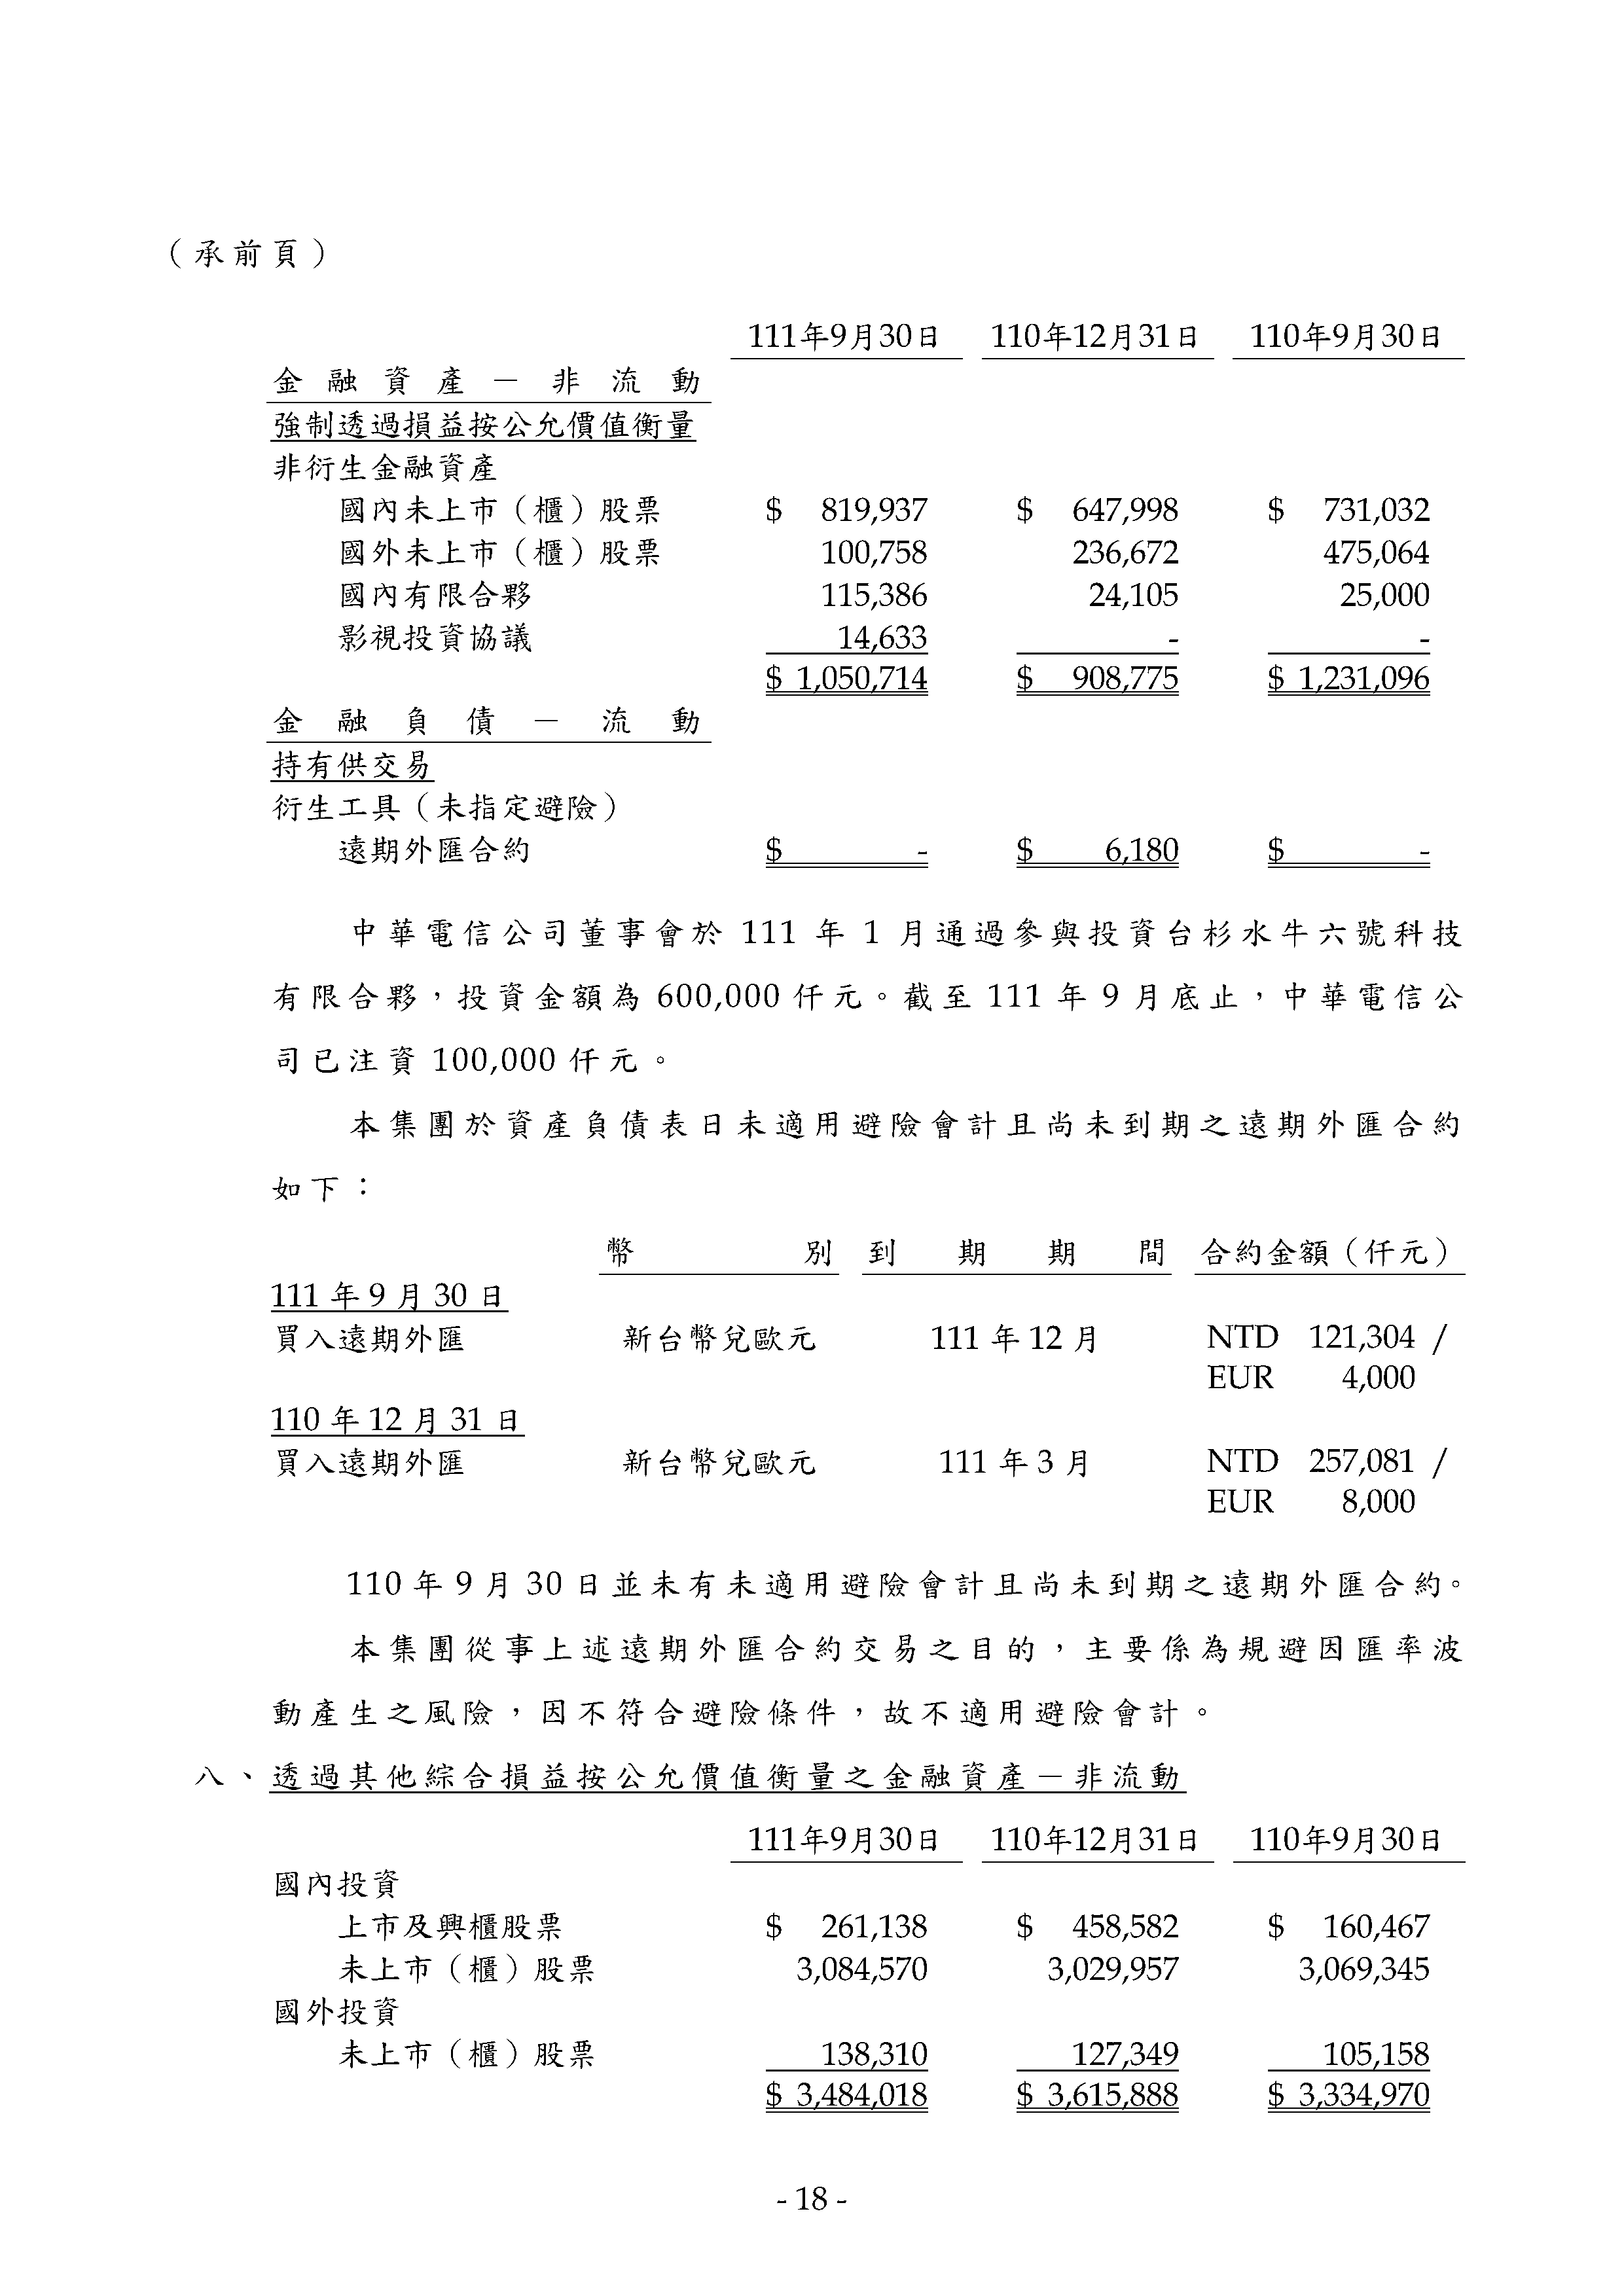 （承前頁）
111年9月30日 110年12月31日 110年9月30日
金融資產－非流動
強制透過損益按公允價值衡量
非衍生金融資產
國內未上市（櫃）股票 $ 819,937 $ 647,998 $ 731,032
國外未上市（櫃）股票 100,758 236,672 475,064
國內有限合夥 115,386 24,105 25,000
影視投資協議 14,633 - -
$ 1,050,714 $ 908,775 $ 1,231,096
金融負債－流動
持有供交易
衍生工具（未指定避險）
遠期外匯合約 $ - $ 6,180 $ -
中華電信公司董事會於 111 年 1 月通過參與投資台杉水牛六號科技
有限合夥，投資金額為 600,000 仟元。截至 111 年 9 月底止，中華電信公
司已注資 100,000 仟元。
本集團於資產負債表日未適用避險會計且尚未到期之遠期外匯合約
如下：
幣別 到期期間 合約金額（仟元）
111 年 9 月 30 日
買入遠期外匯 新台幣兌歐元 111 年 12 月 NTD 121,304 /
EUR 4,000
110 年 12 月 31 日
買入遠期外匯 新台幣兌歐元 111 年 3 月 NTD 257,081 /
EUR 8,000
110 年 9 月 30 日並未有未適用避險會計且尚未到期之遠期外匯合約。
本集團從事上述遠期外匯合約交易之目的，主要係為規避因匯率波
動產生之風險，因不符合避險條件，故不適用避險會計。
八、透過其他綜合損益按公允價值衡量之金融資產－非流動
111年9月30日 110年12月31日 110年9月30日
國內投資
上市及興櫃股票 $ 261,138 $ 458,582 $ 160,467
未上市（櫃）股票 3,084,570 3,029,957 3,069,345
國外投資
未上市（櫃）股票 138,310 127,349 105,158
$ 3,484,018 $ 3,615,888 $ 3,334,970
- 18 -